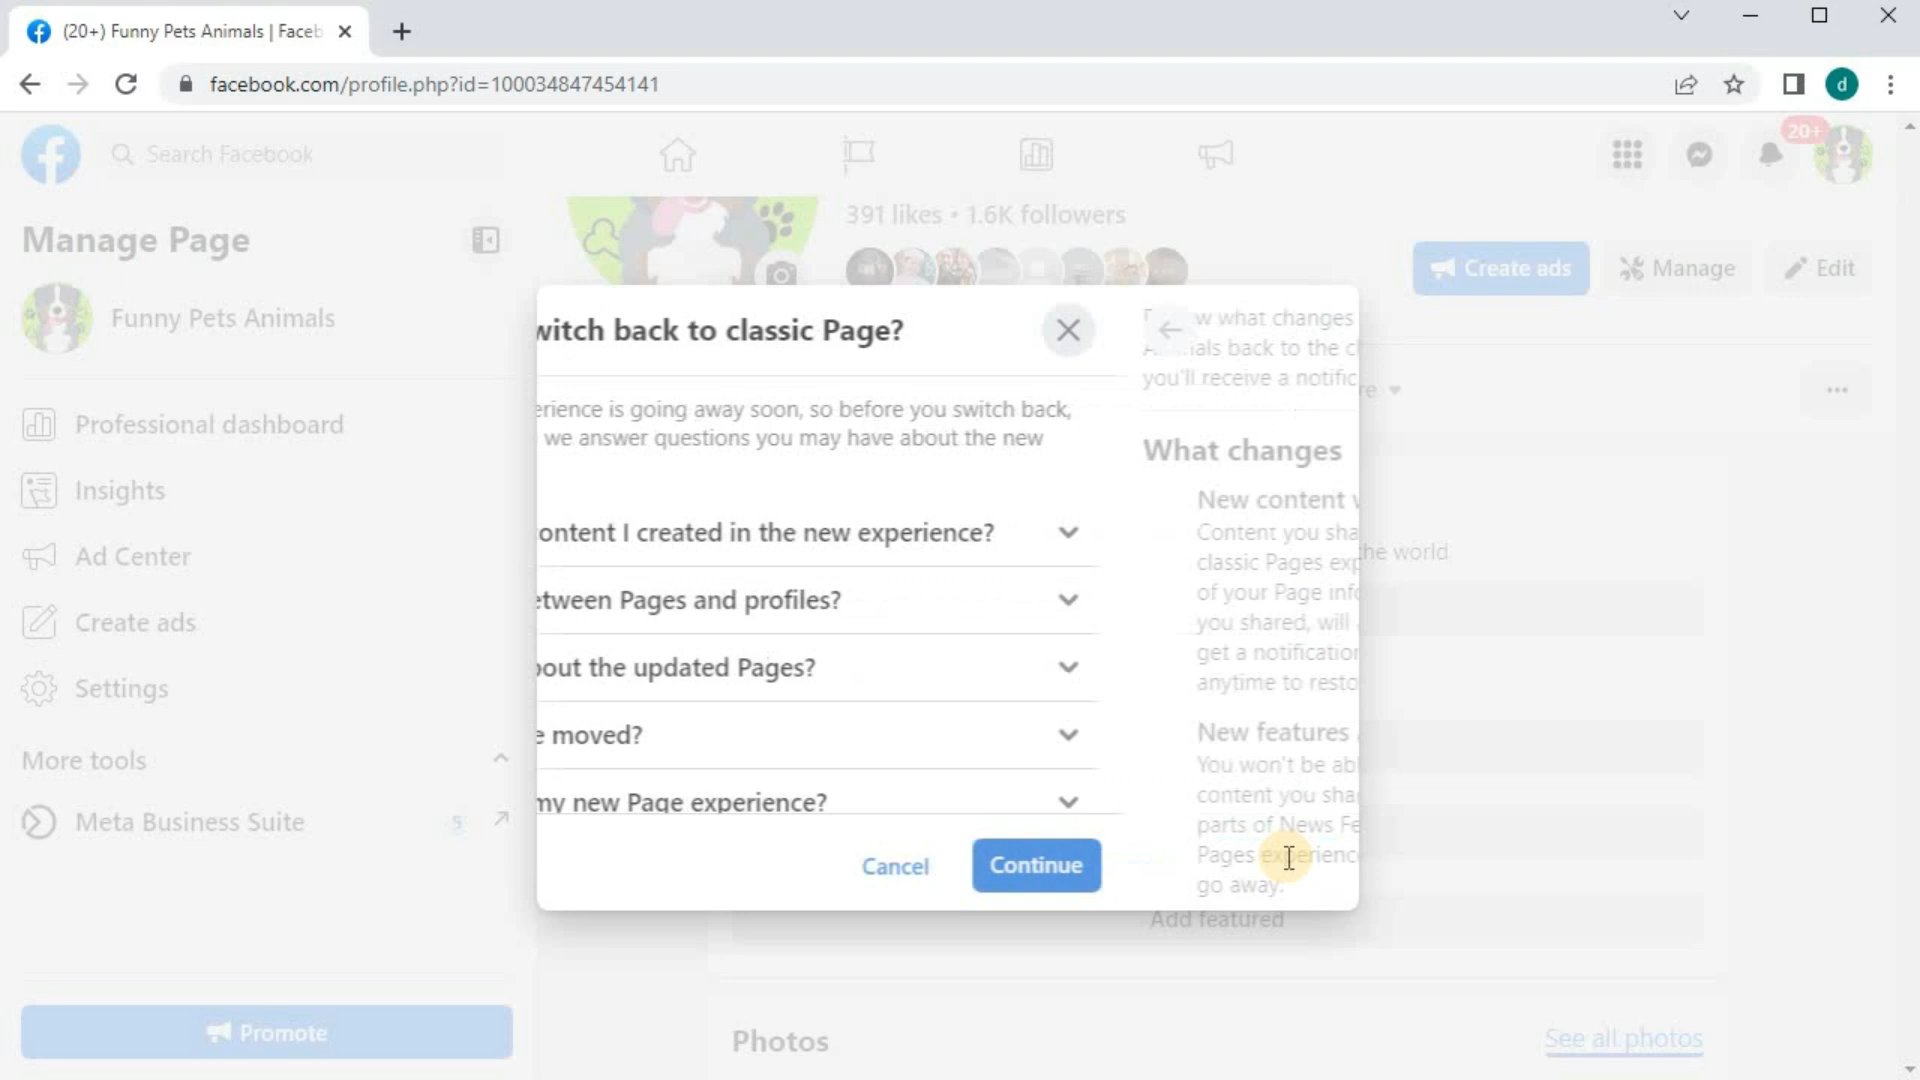 (20+) Funny Pets Animals | Faceb
facebook.com/profile.php?id=100034847454141
d
Search Facebook
20+
Manage Page
391 likes • 1.6K followers
Create ads
Manage
Edit
Funny Pets Animals
witch back to classic Page?
w what changes
als back to the cl
you'll receive a notific
erience is going away soon, so before you switch back,
we answer questions you may have about the new
Professional dashboard
What changes
Insights
New content
ontent I created in the new experience?
Content you sha
classic Pages exp
the world
Ad Center
of your Page info
etween Pages and profiles?
you shared, will
Create ads
get a notification
out the updated Pages?
anytime to resto
Settings
New features
e moved?
You won't be abl
More tools
content you sha
my new Page experience?
parts of News Fe
Meta Business Suite
5
Pages experience
go away.
Cancel
Continue
Add featured
Promote
Photos
See all photos